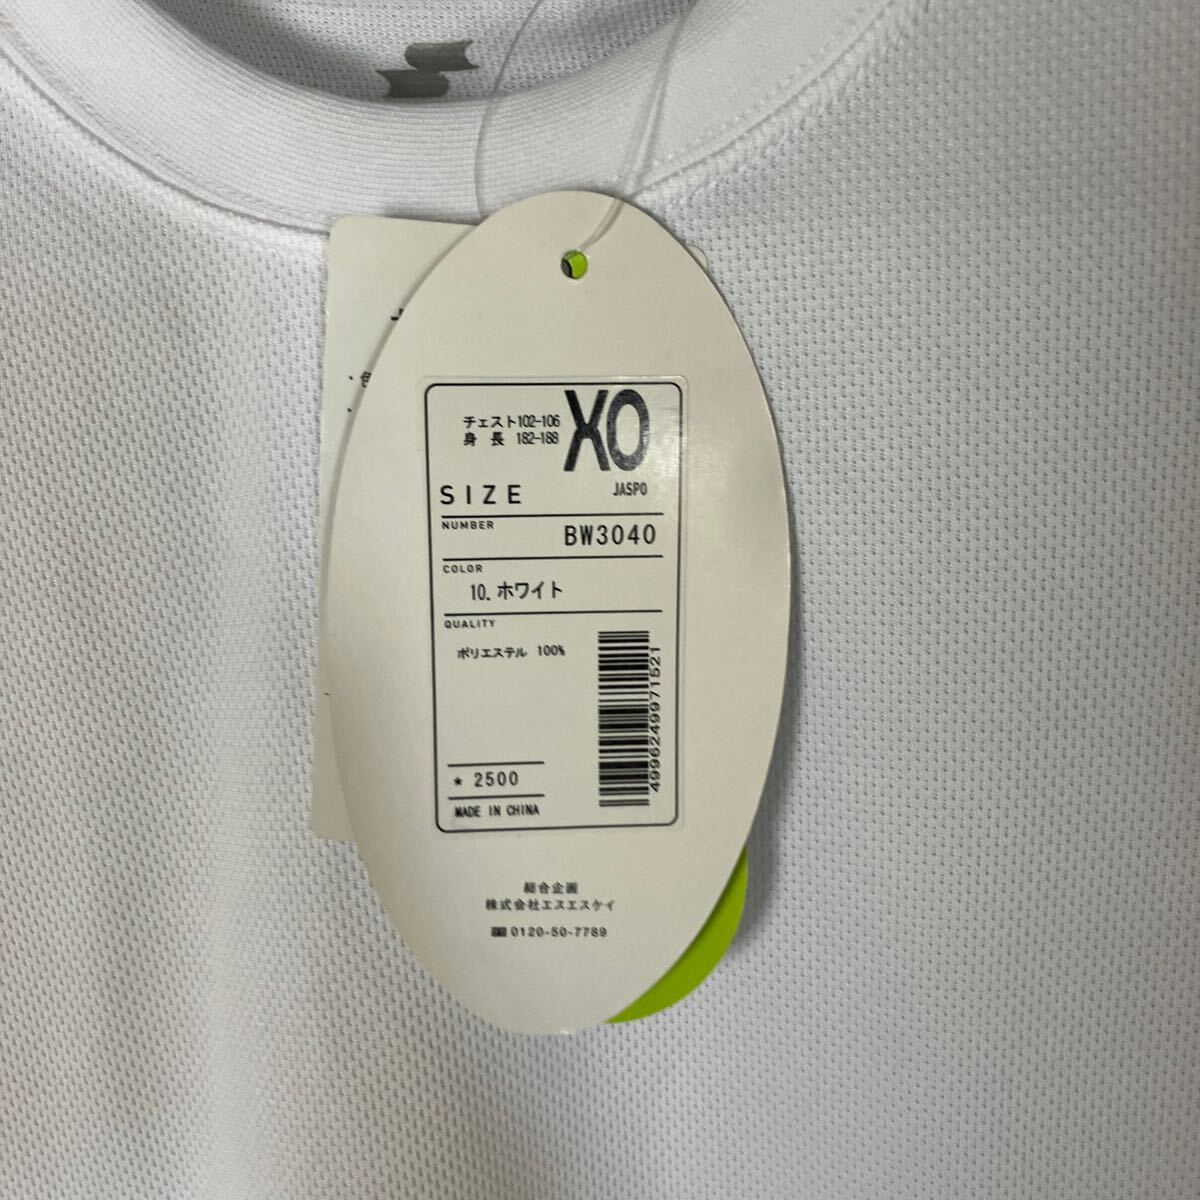 チェスト102-106
身 長 182-188
XO
JASPO
SIZE
NUMBER
BW3040
COLOR
10. ホワイト
QUALITY
ポリエステル 100%
4996249971521
★ 2500
MADE IN CHINA
総合企画
株式会社エスエスケイ
0120-50-7789